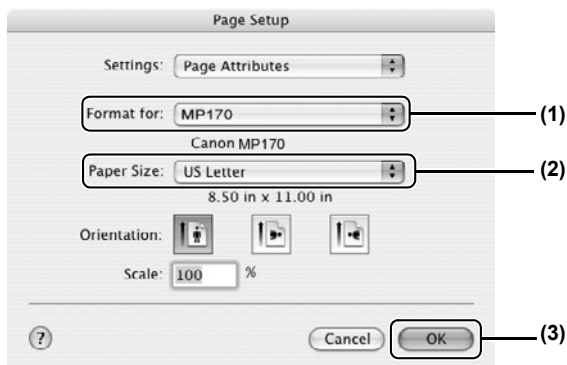 Page Setup
Settings: Page Attributes
Format for: MP170 (1)
Canon MP170
Paper Size: US Letter (2)
8.50 in x 11.00 in
Orientation:
Scale: 100 %
? Cancel OK (3)